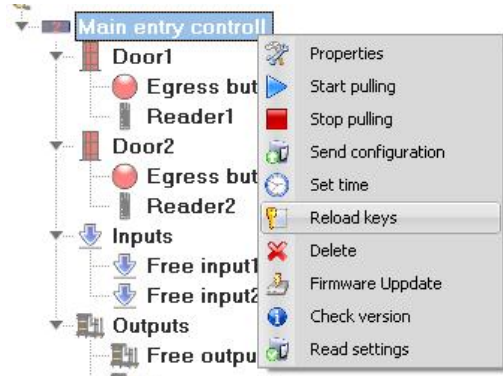 Main entry controll
Door1
Egress but
Reader1
Door2
Egress but
Reader2
Inputs
Free input1
Free input2
Outputs
Free outpu
Properties
Start pulling
Stop pulling
Send configuration
Set time
Reload keys
Delete
Firmware Uppdate
Check version
Read settings